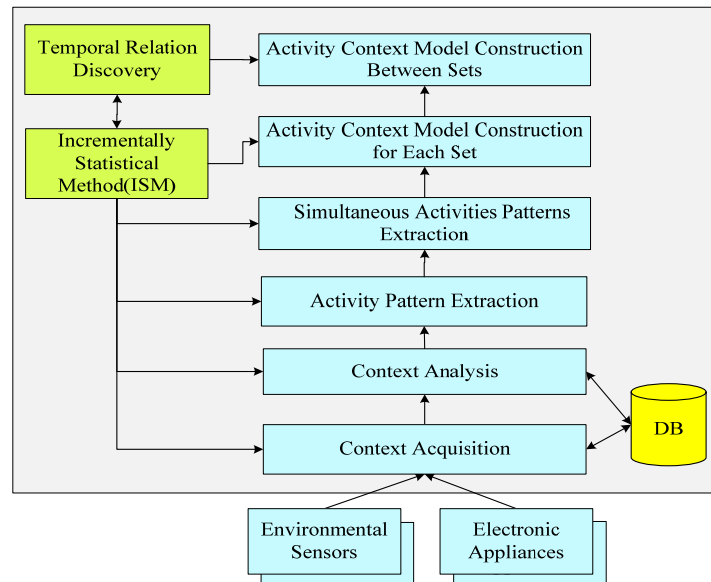 Temporal Relation
Discovery
Activity Context Model Construction
Between Sets
Incrementally
Statistical
Method(ISM)
Activity Context Model Construction
for Each Set
Simultaneous Activities Patterns
Extraction
Activity Pattern Extraction
Context Analysis
DB
Context Acquisition
Environmental
Sensors
Electronic
Appliances